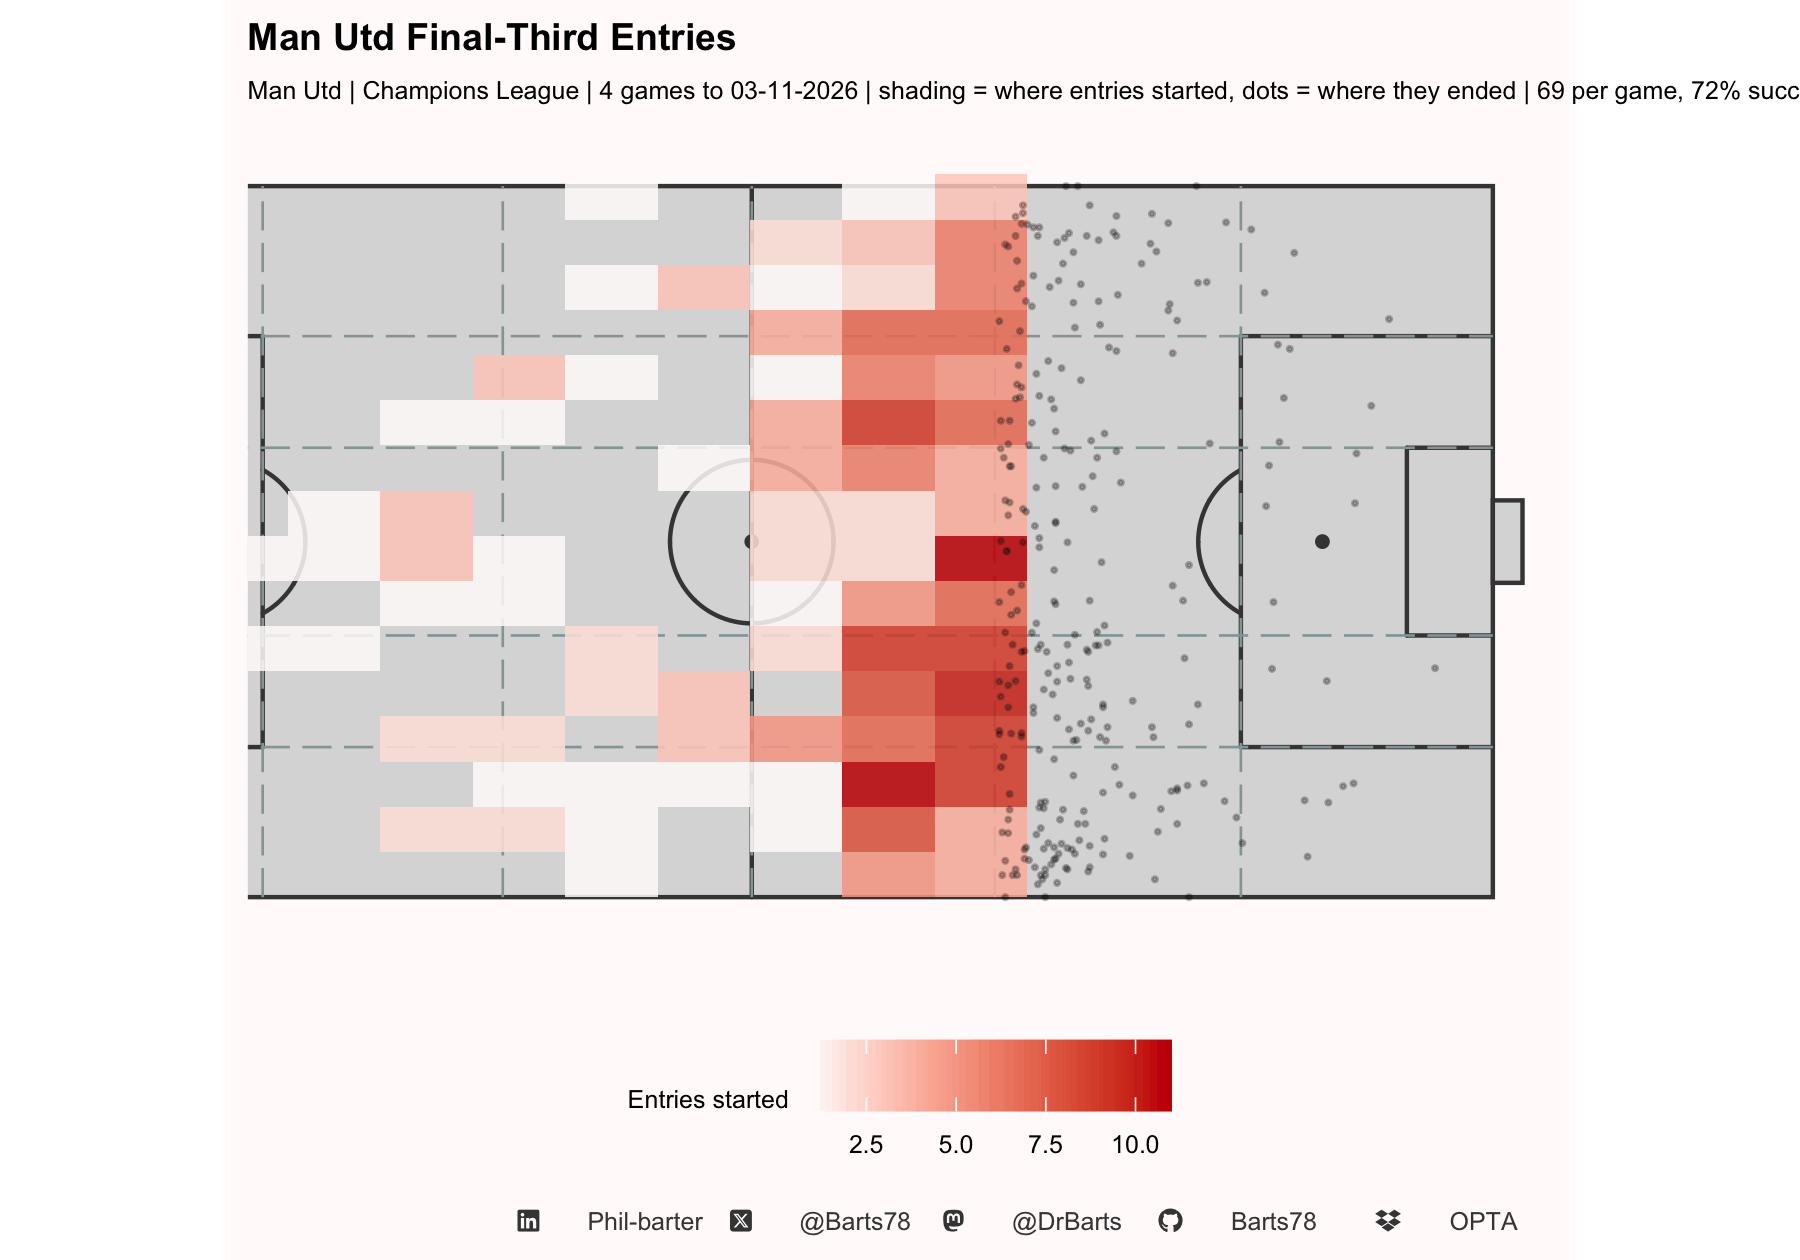 Man Utd Final-Third Entries
Man Utd | Champions League | 4 games to 03-11-2026 | shading = where entries started, dots = where they ended | 69 per game, 72% succ
Entries started
2.5 5.0 7.5 10.0
Phil-barter @Barts78 @DrBarts Barts78 OPTA